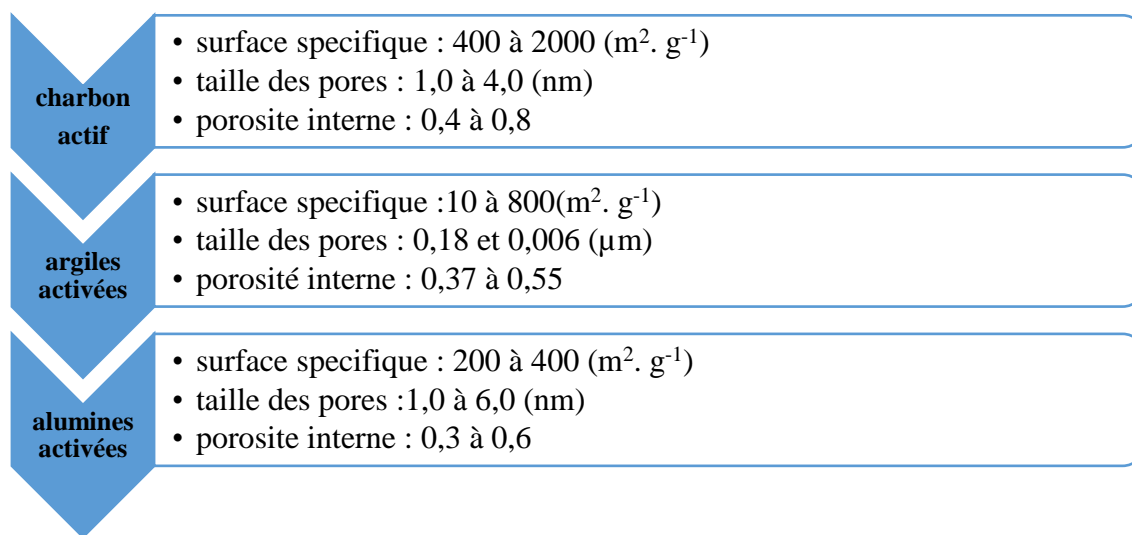 charbon
actif
• surface specifique : 400 à 2000 (m². g⁻¹)
• taille des pores : 1,0 à 4,0 (nm)
• porosite interne : 0,4 à 0,8
argiles
activées
• surface specifique :10 à 800(m². g⁻¹)
• taille des pores : 0,18 et 0,006 (µm)
• porosité interne : 0,37 à 0,55
alumines
activées
• surface specifique : 200 à 400 (m². g⁻¹)
• taille des pores :1,0 à 6,0 (nm)
• porosite interne : 0,3 à 0,6